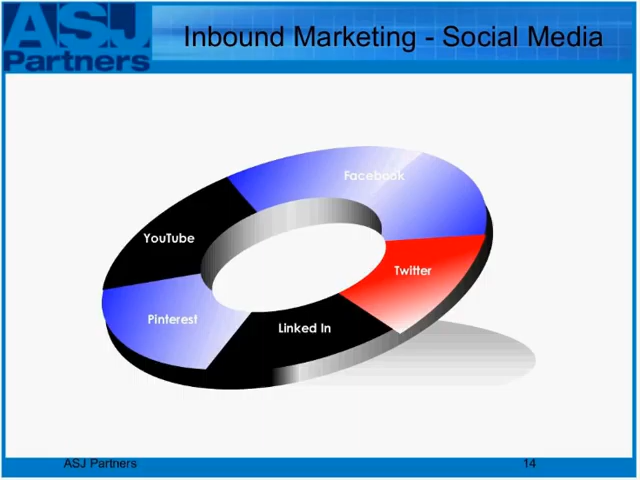 ASJ
Partners
Inbound Marketing - Social Media
Facebook
YouTube
Twitter
Pinterest
Linked In
ASJ Partners
14